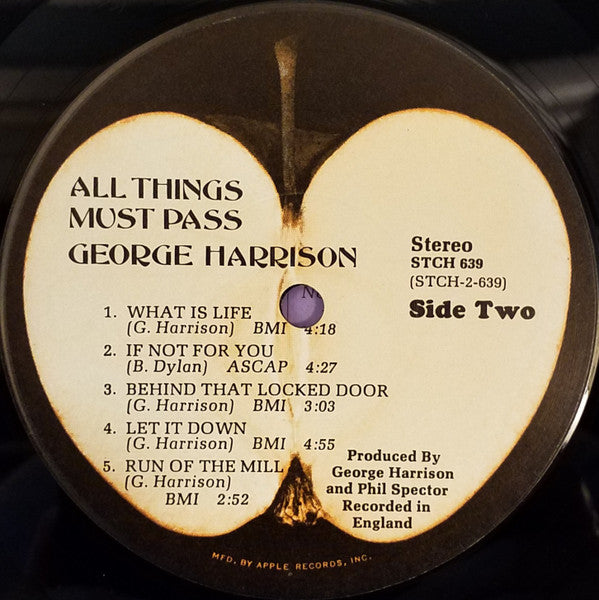 ALL THINGS
MUST PASS
GEORGE HARRISON
Stereo
STCH 639
(STCH-2-639)
Side Two
1. WHAT IS LIFE
(G. Harrison) BMI 4:18
2. IF NOT FOR YOU
(B. Dylan) ASCAP 4:27
3. BEHIND THAT LOCKED DOOR
(G. Harrison) BMI 3:03
4. LET IT DOWN
(G. Harrison) BMI 4:55
5. RUN OF THE MILL
(G. Harrison)
BMI 2:52
Produced By
George Harrison
and Phil Spector
Recorded in
England
MFD. BY APPLE RECORDS, INC.